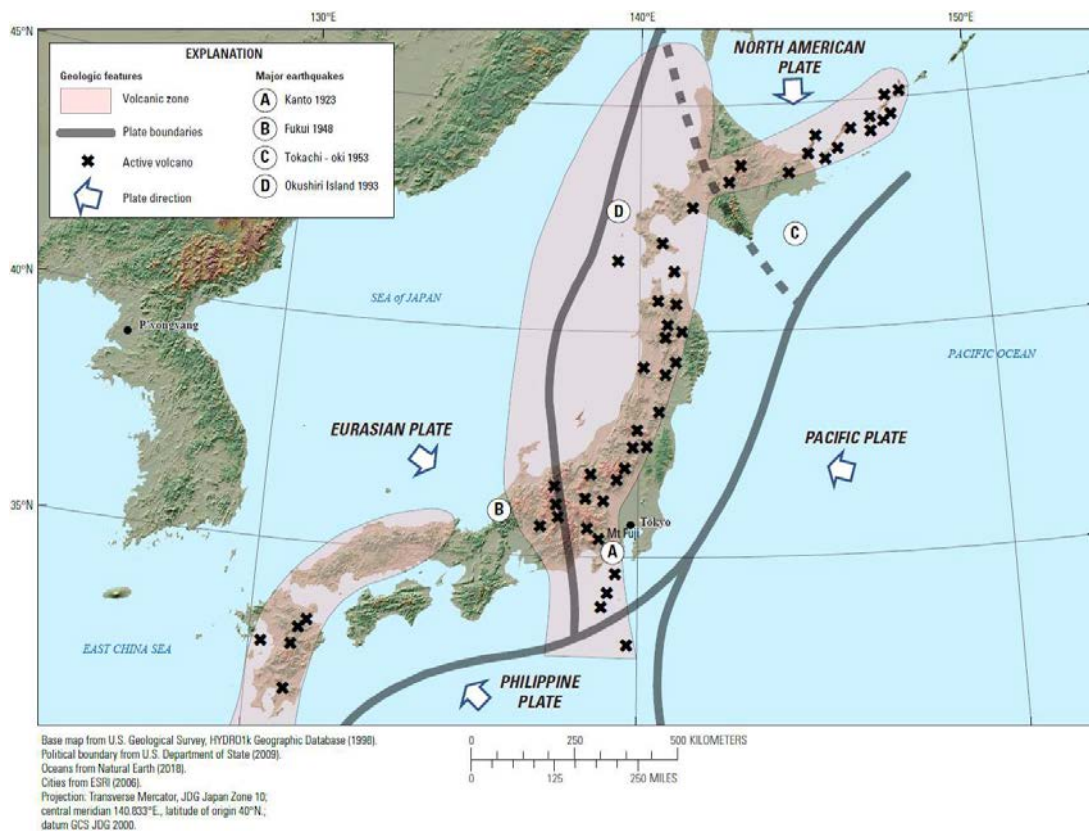 130°E
140°E
150°E
45°N
40°N
35°N
EXPLANATION
Geologic features
Volcanic zone
Plate boundaries
Active volcano
Plate direction
Major earthquakes
A Kanto 1923
B Fukui 1948
C Tokachi - oki 1953
D Okushiri Island 1993
NORTH AMERICAN
PLATE
D
C
SEA of JAPAN
P'yongyang
PACIFIC OCEAN
EURASIAN PLATE
PACIFIC PLATE
B
Tokyo
Mt Fuji
A
EAST CHINA SEA
PHILIPPINE
PLATE
Base map from U.S. Geological Survey, HYDRO1k Geographic Database (1998).
Political boundary from U.S. Department of State (2009).
Oceans from Natural Earth (2018).
Cities from ESRI (2006).
Projection: Transverse Mercator, JDG Japan Zone 10;
central meridian 140.833°E., latitude of origin 40°N.;
datum GCS JDG 2000.
0 250 500 KILOMETERS
0 125 250 MILES